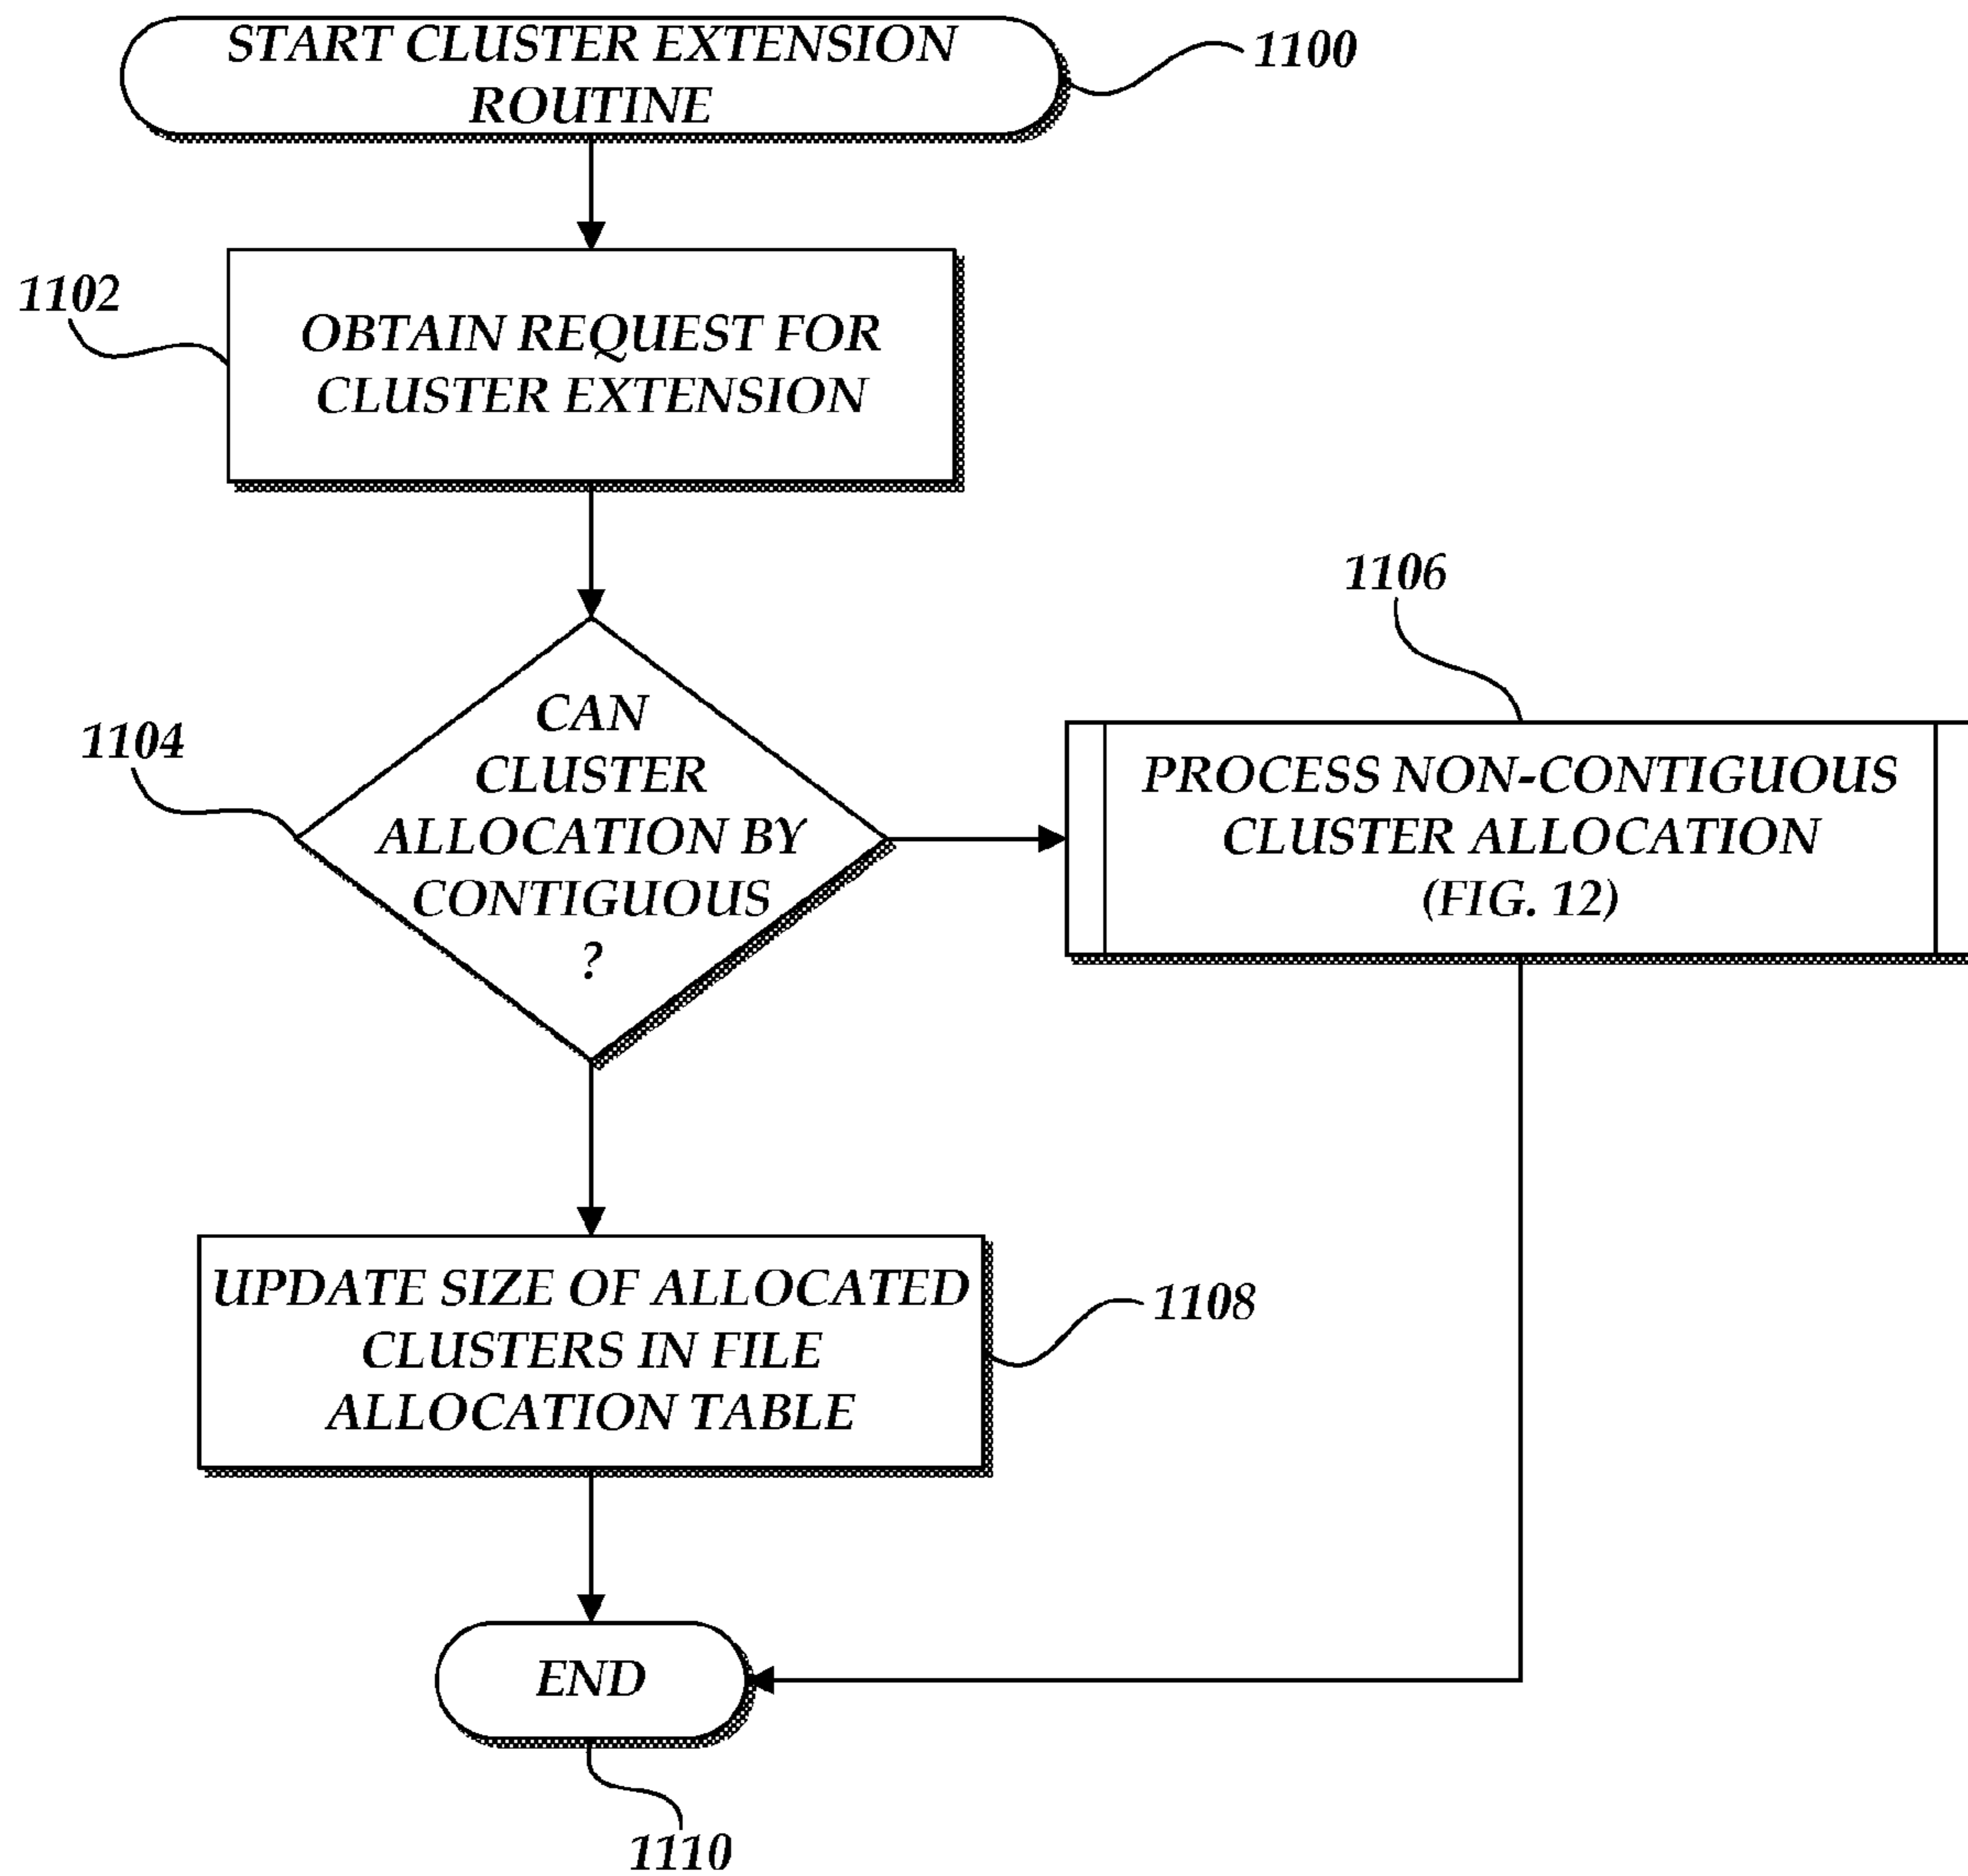 START CLUSTER EXTENSION
ROUTINE
1100
1102
OBTAIN REQUEST FOR
CLUSTER EXTENSION
1104
CAN
CLUSTER
ALLOCATION BY
CONTIGUOUS
?
1106
PROCESS NON-CONTIGUOUS
CLUSTER ALLOCATION
(FIG. 12)
UPDATE SIZE OF ALLOCATED
CLUSTERS IN FILE
ALLOCATION TABLE
1108
END
1110